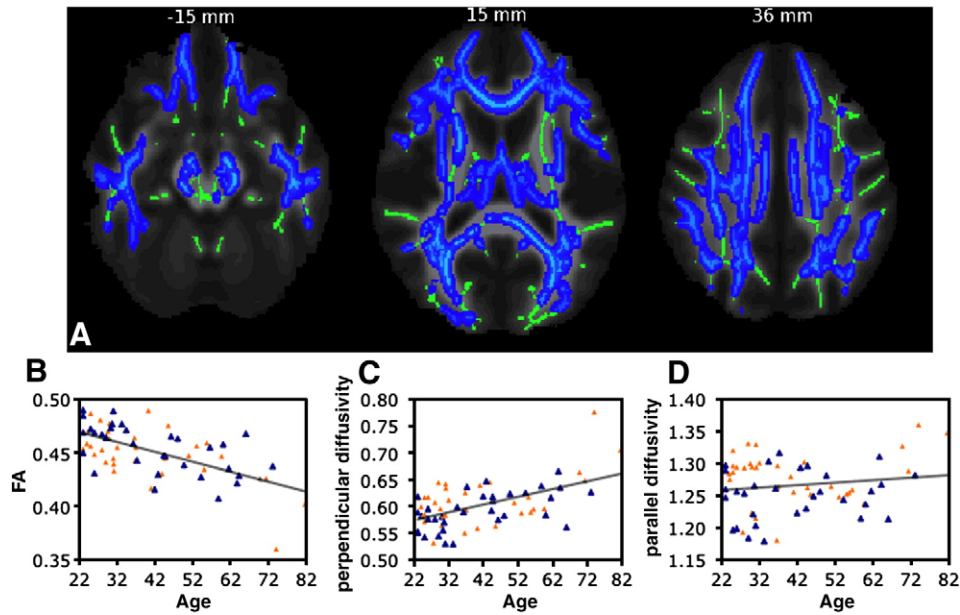 -15 mm 15 mm 36 mm
A
B C D
0.50 0.80 1.40
0.75
0.70 1.35
0.45 1.30
0.65
0.60 1.25
0.40
0.55 1.20
0.35 0.50 1.15
FA
perpendicular diffusivity
parallel diffusivity
22 32 42 52 62 72 82 22 32 42 52 62 72 82 22 32 42 52 62 72 82
Age Age Age